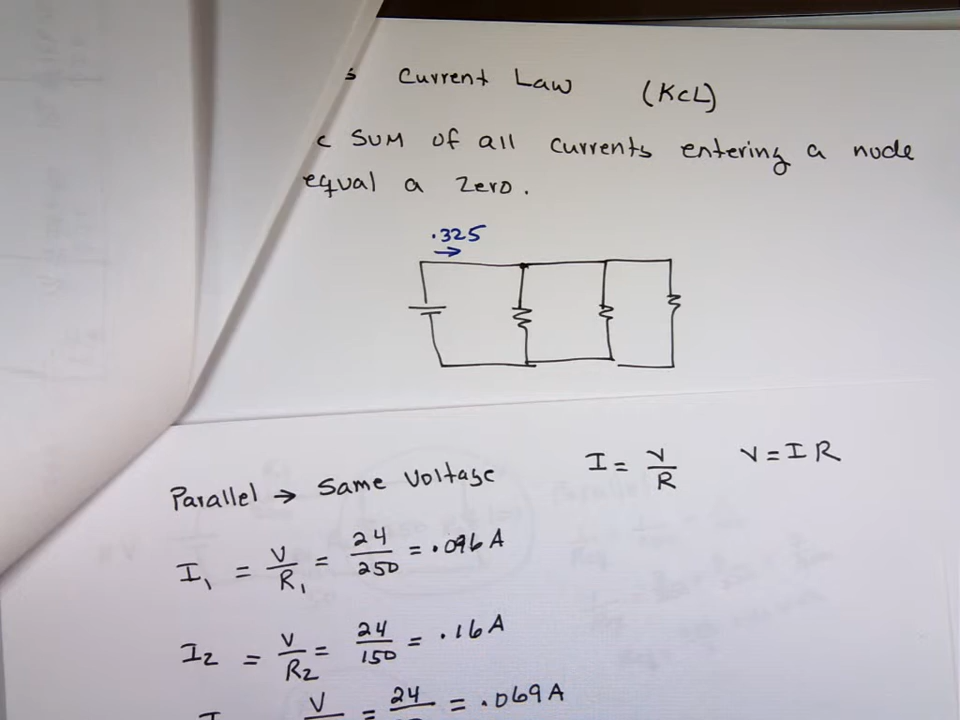 Current Law (KCL)
Sum of all currents entering a node
equal a zero.
.325
Parallel → Same Voltage I = V/R V = IR
I₁ = V/R₁ = 24/250 = .096A
I₂ = V/R₂ = 24/150 = .16A
V = 24 = .069A